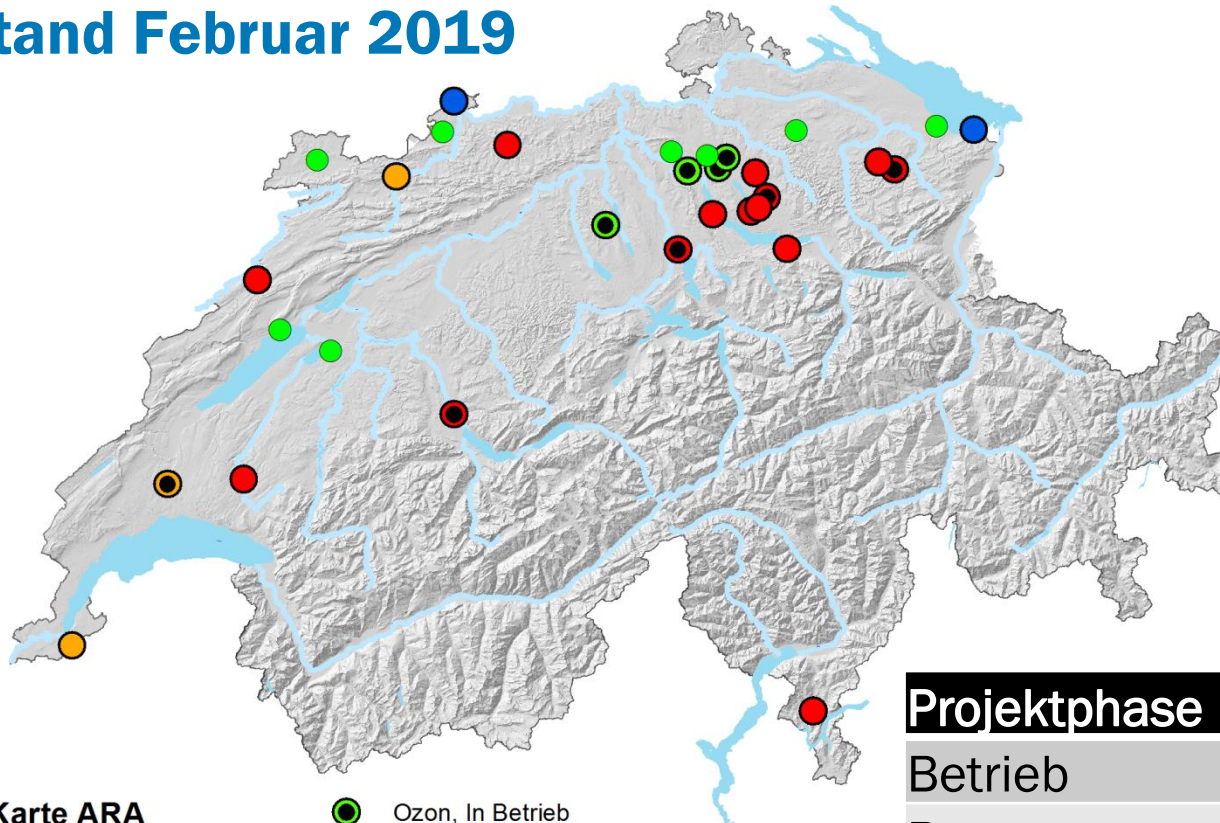 tand Februar 2019
Projektphase
Betrieb
Karte ARA
Ozon, In Betrieb